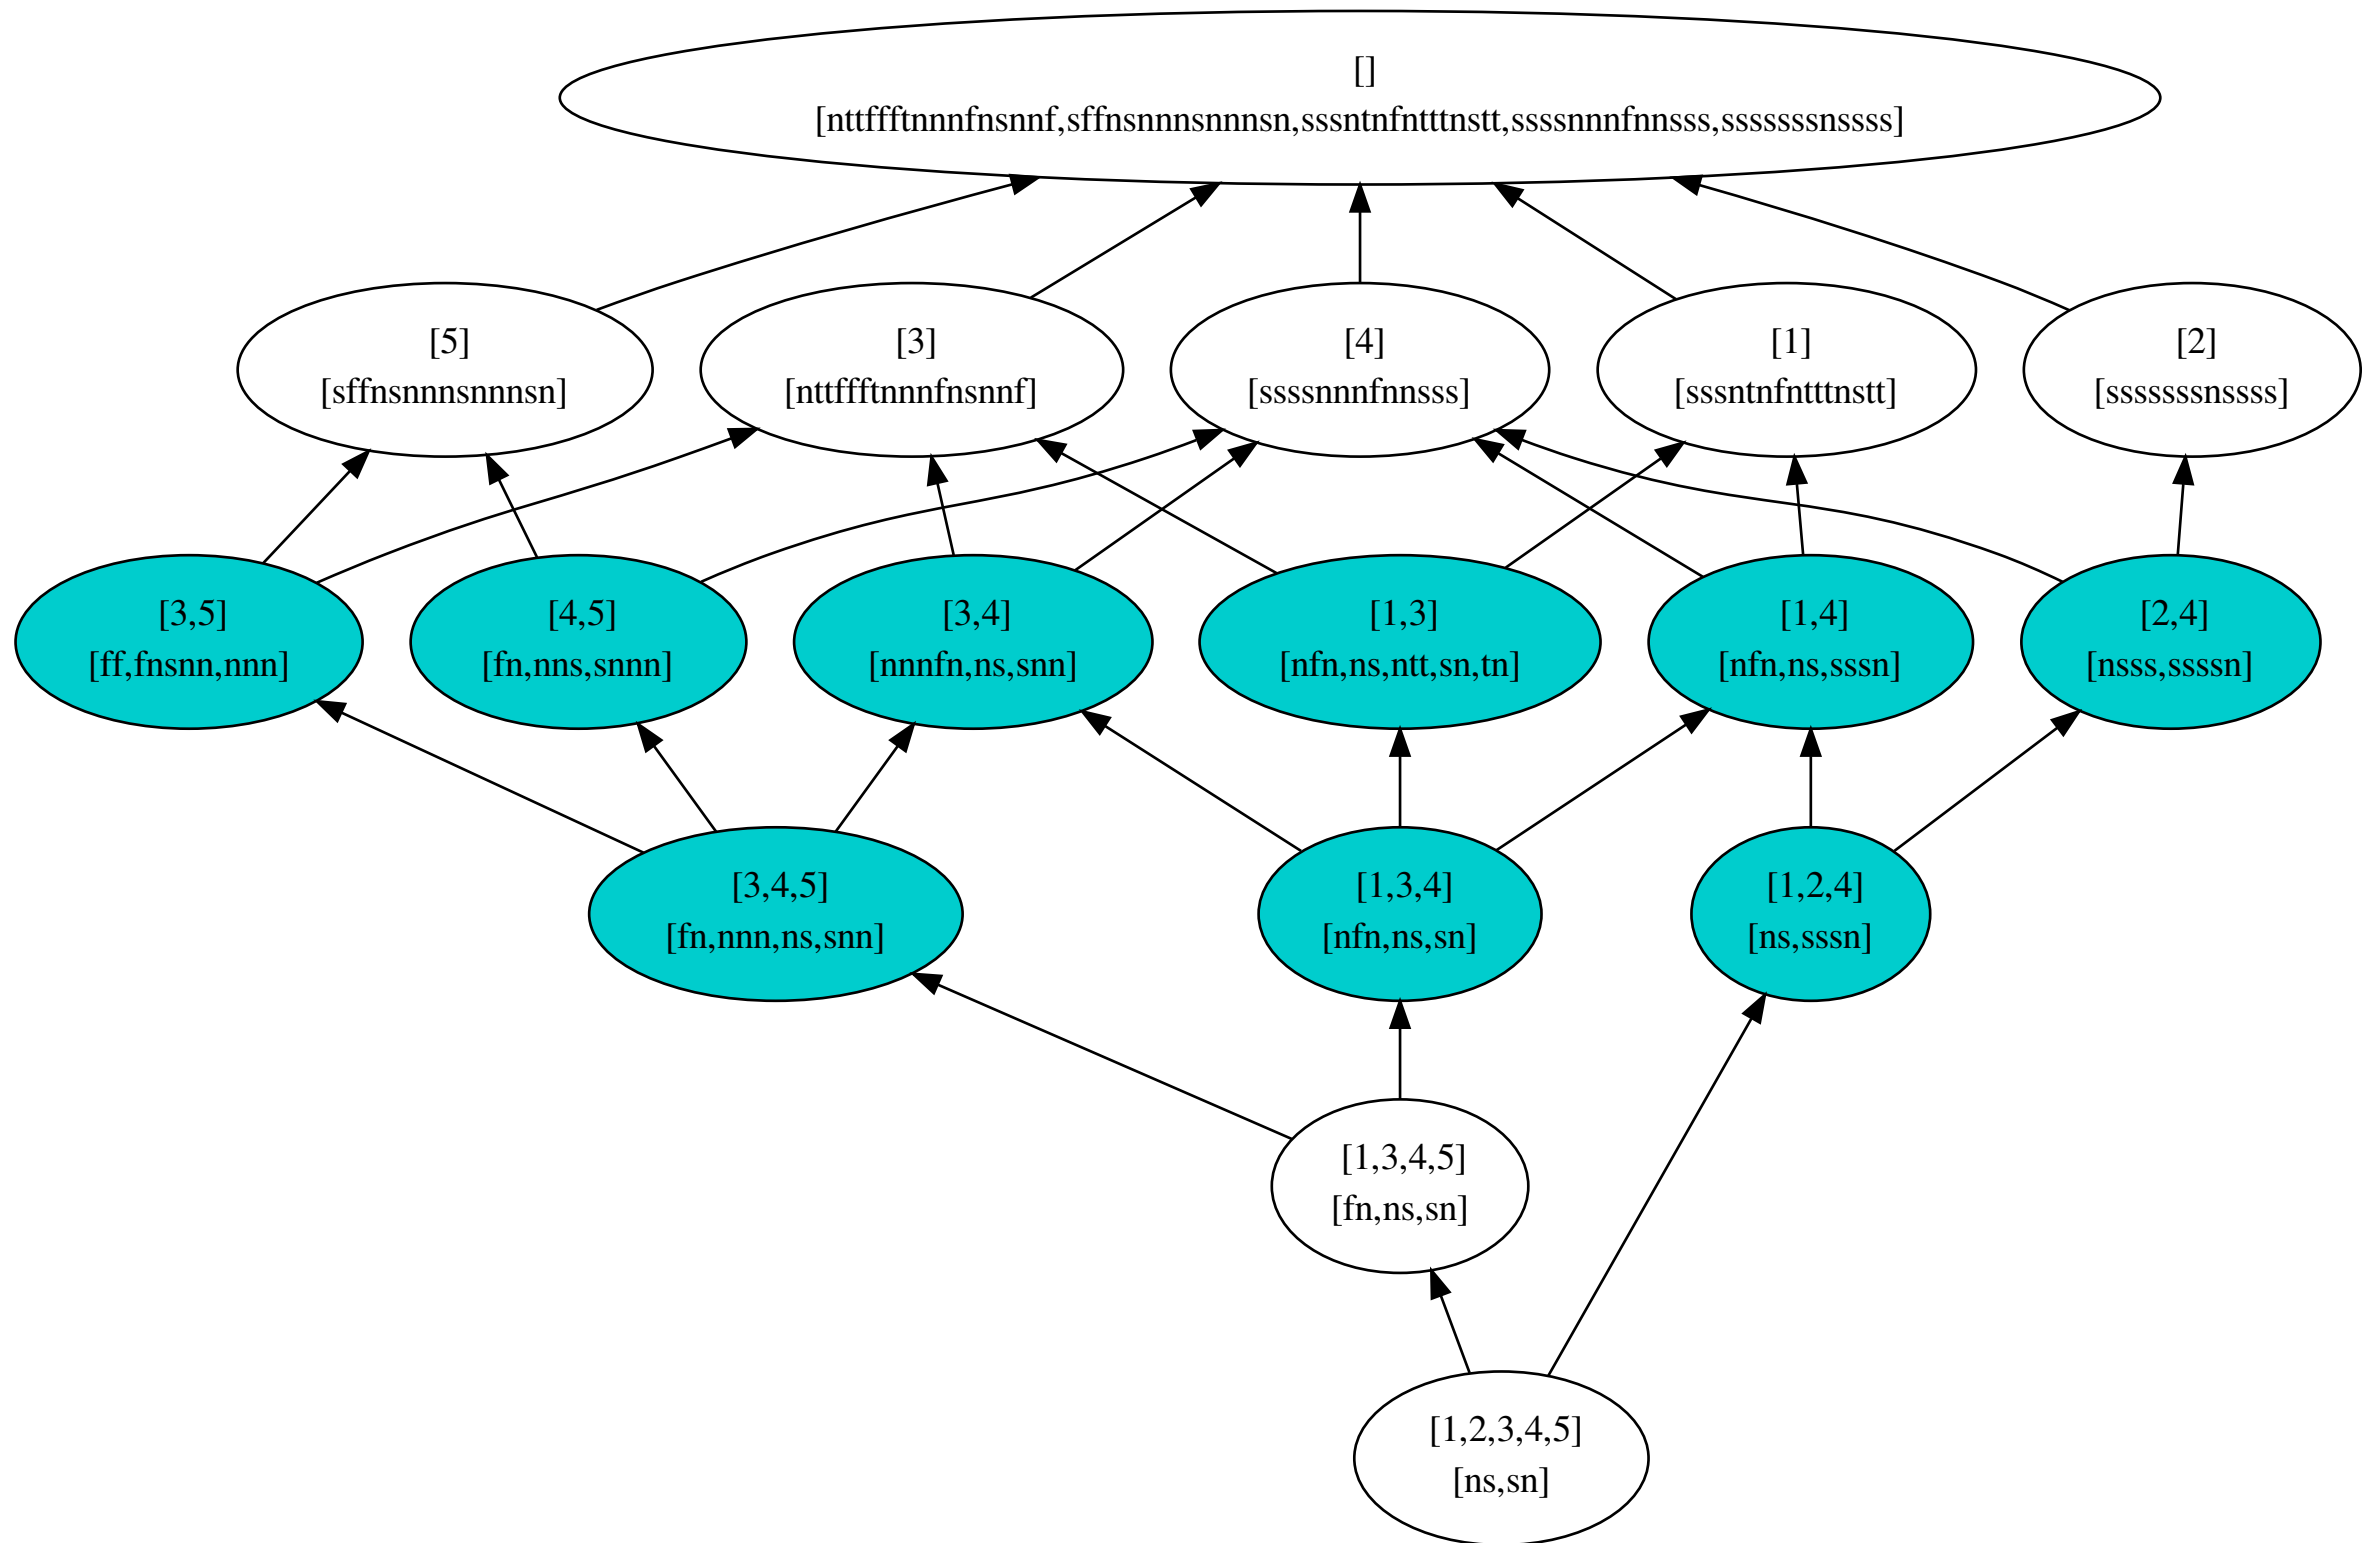 []
[nttffftnnnfnsnnf,sffnsnnnsnnnsn,sssntnfntttnstt,ssssnnnfnnsss,sssssssnssss]
[5]
[sffnsnnnsnnnsn]
[3]
[nttffftnnnfnsnnf]
[4]
[ssssnnnfnnsss]
[1]
[sssntnfntttnstt]
[2]
[sssssssnssss]
[3,5]
[ff,fnsnn,nnn]
[4,5]
[fn,nns,snnn]
[3,4]
[nnnfn,ns,snn]
[1,3]
[nfn,ns,ntt,sn,tn]
[1,4]
[nfn,ns,sssn]
[2,4]
[nsss,ssssn]
[3,4,5]
[fn,nnn,ns,snn]
[1,3,4]
[nfn,ns,sn]
[1,2,4]
[ns,sssn]
[1,3,4,5]
[fn,ns,sn]
[1,2,3,4,5]
[ns,sn]